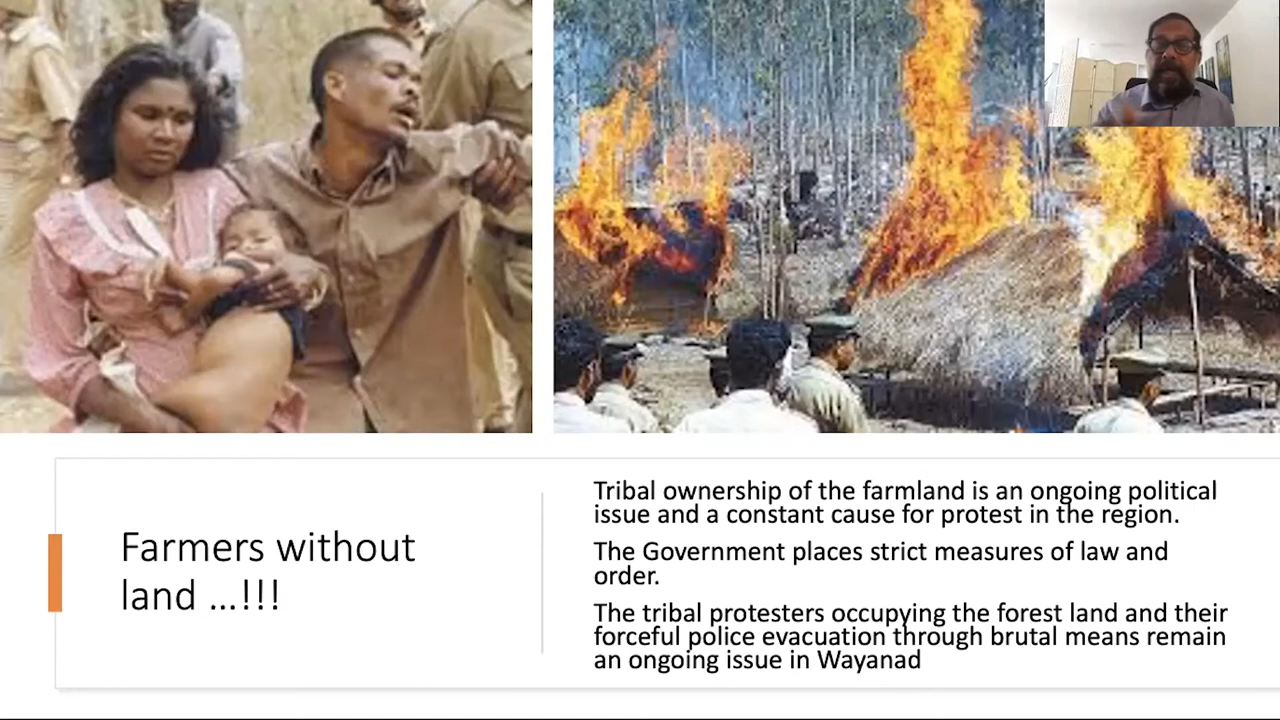 Farmers without
land ...!!!
Tribal ownership of the farmland is an ongoing political
issue and a constant cause for protest in the region.
The Government places strict measures of law and
order.
The tribal protesters occupying the forest land and their
forceful police evacuation through brutal means remain
an ongoing issue in Wayanad